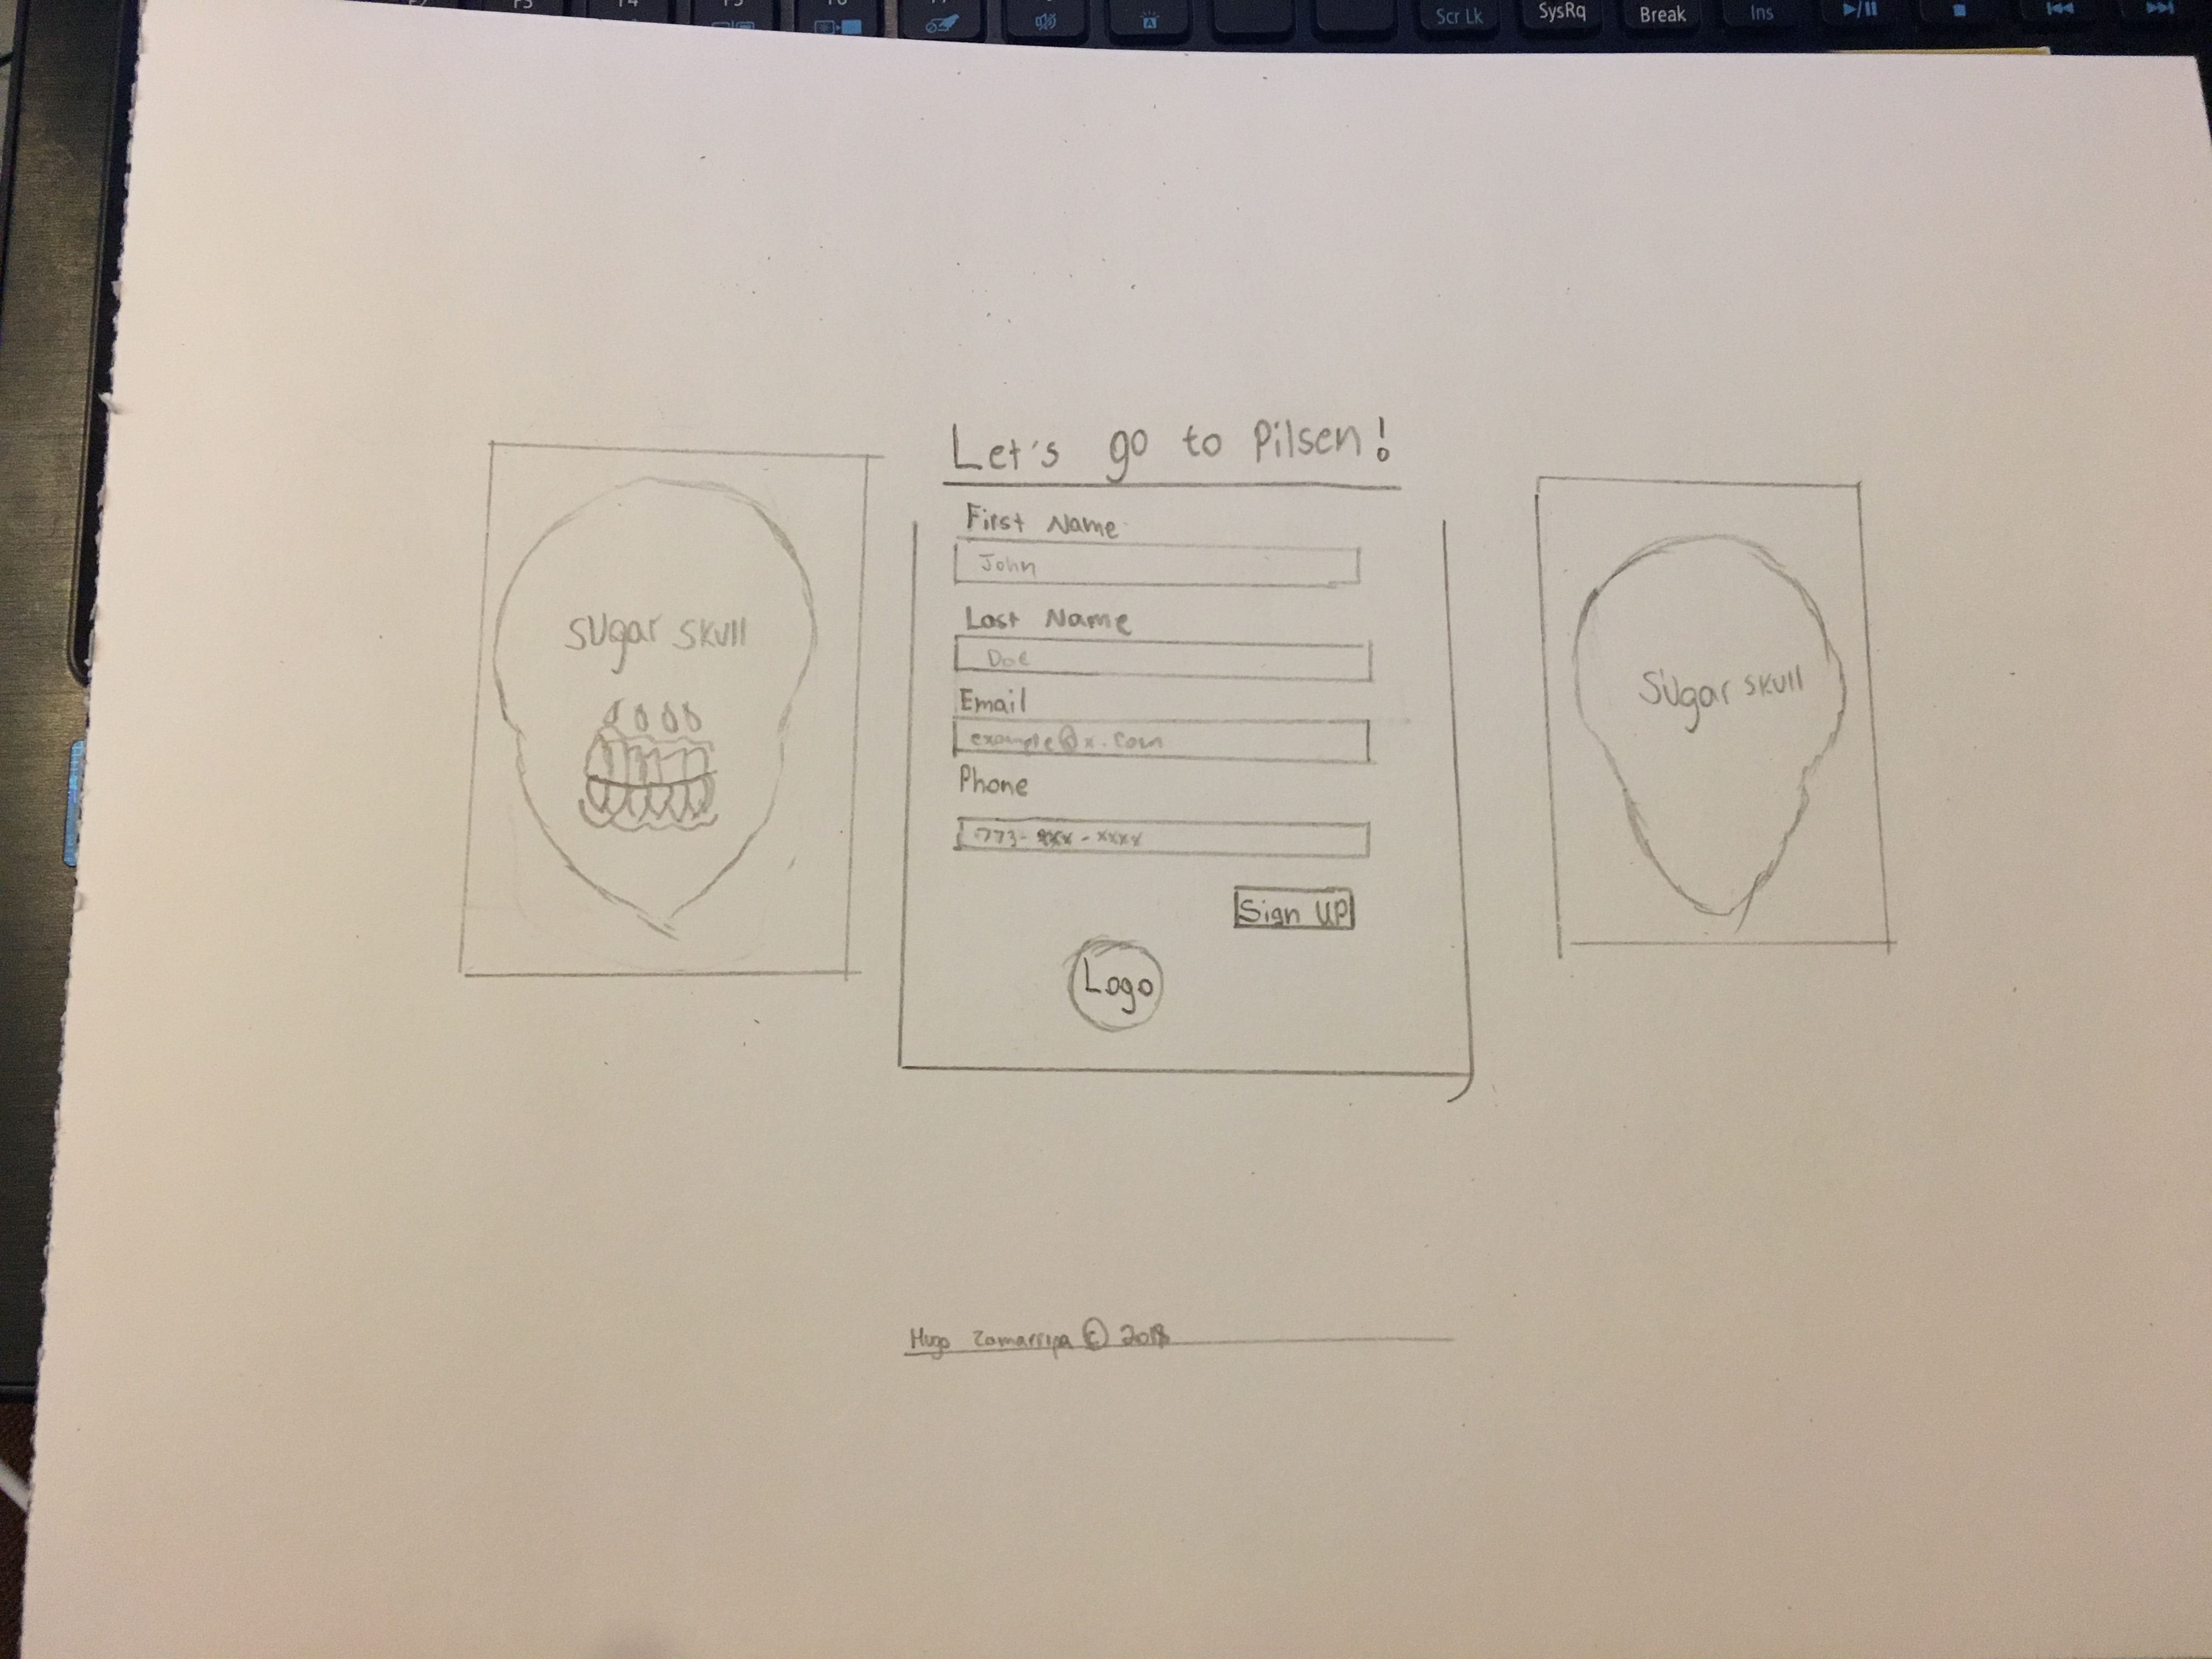 Let's go to Pilsen!
Sugar Skull
First Name
John
Last Name
Doe
Email
example@x.com
Phone
773-xxx-xxxx
Sign up
Logo
Sugar skull
Hugo Zamarripa © 2018
Scr Lk
SysRq
Break
Ins